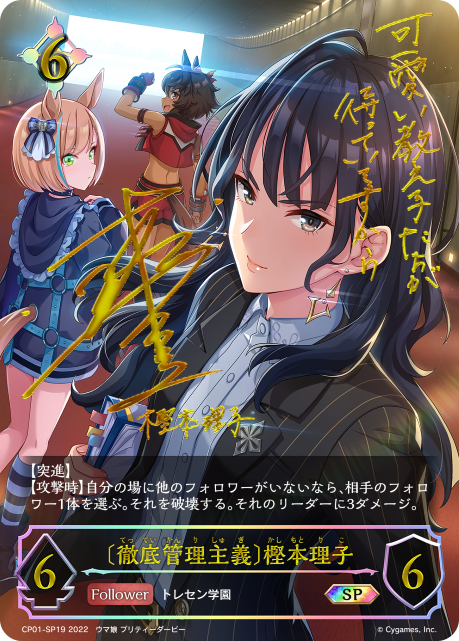 6
可愛い教え子たちが
待っていますから
樫本理子
【突進】
【攻撃時】自分の場に他のフォロワーがいないなら、相手のフォロ
ワー1体を選ぶ。それを破壊する。それのリーダーに3ダメージ。
てっ てい かん り しゅ ぎ かし もと り こ
〔徹底管理主義〕樫本理子
6
Follower トレセン学園
SP
6
CP01-SP19 2022 ウマ娘 プリティーダービー
© Cygames, Inc.